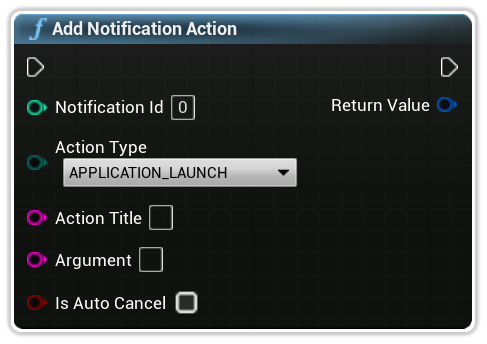 Add Notification Action
Notification Id 0
Return Value
Action Type
APPLICATION_LAUNCH
Action Title
Argument
Is Auto Cancel